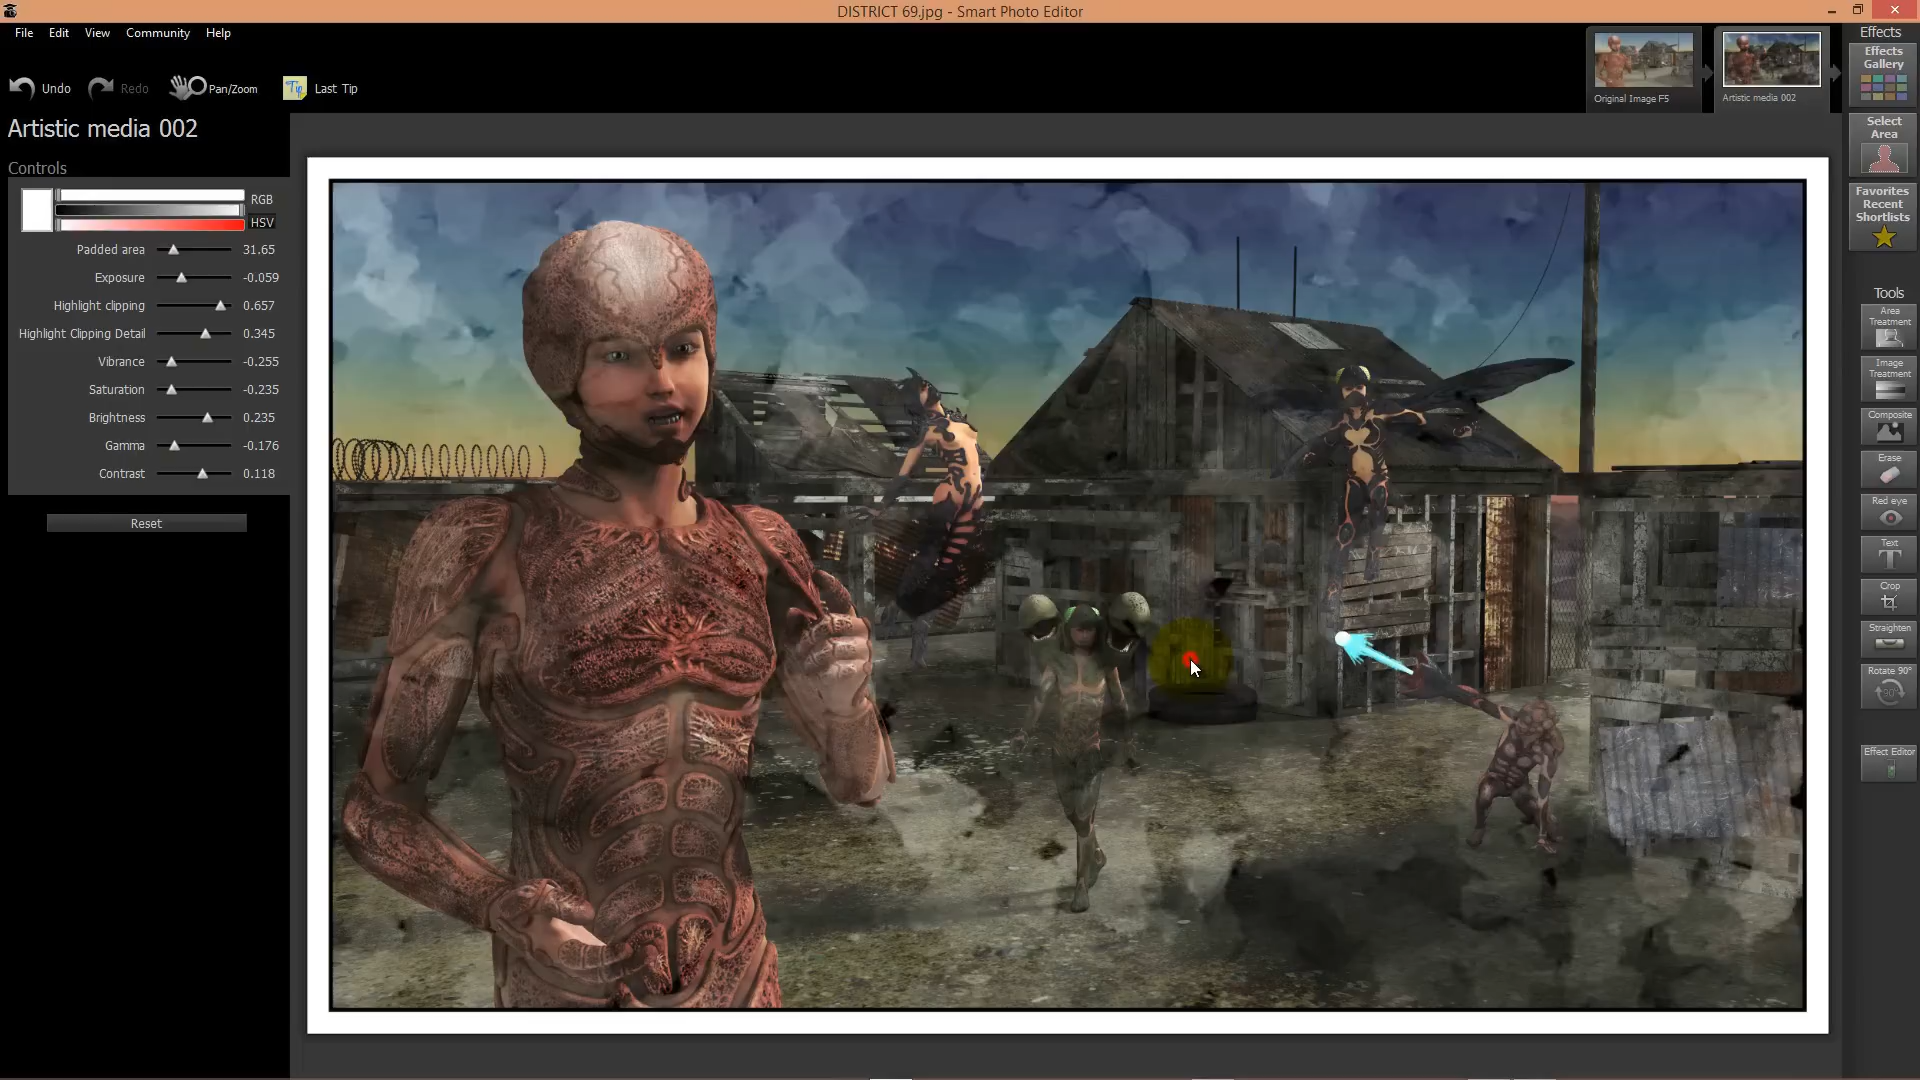 DISTRICT 69.jpg - Smart Photo Editor
File Edit View Community Help
Undo Redo Pan/Zoom Tip Last Tip
Original Image F5
Artistic media 002
Artistic media 002
Controls
RGB
HSV
Padded area 31.65
Exposure -0.059
Highlight clipping 0.657
Highlight Clipping Detail 0.345
Vibrance -0.255
Saturation -0.235
Brightness 0.235
Gamma -0.176
Contrast 0.118
Reset
Effects
Effects
Gallery
Select
Area
Favorites
Recent
Shortlists
Tools
Area
Treatment
Image
Treatment
Composite
Erase
Red eye
Text
T
Crop
Straighten
Rotate 90°
90°
Effect Editor